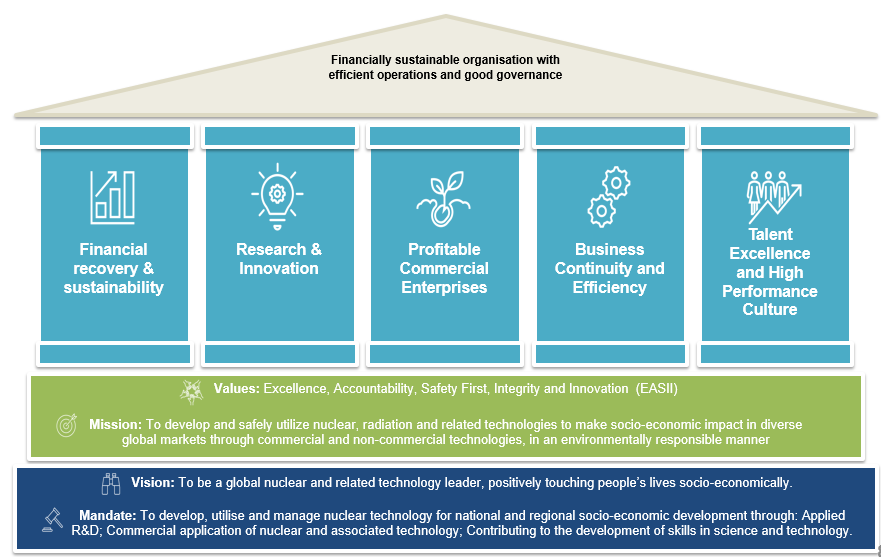 Financially sustainable organisation with
efficient operations and good governance
Financial
recovery &
sustainability
Research &
Innovation
Profitable
Commercial
Enterprises
Business
Continuity and
Efficiency
Talent
Excellence
and High
Performance
Culture
Values: Excellence, Accountability, Safety First, Integrity and Innovation (EASII)
Mission: To develop and safely utilize nuclear, radiation and related technologies to make socio-economic impact in diverse
global markets through commercial and non-commercial technologies, in an environmentally responsible manner
Vision: To be a global nuclear and related technology leader, positively touching people’s lives socio-economically.
Mandate: To develop, utilise and manage nuclear technology for national and regional socio-economic development through: Applied
R&D; Commercial application of nuclear and associated technology; Contributing to the development of skills in science and technology.